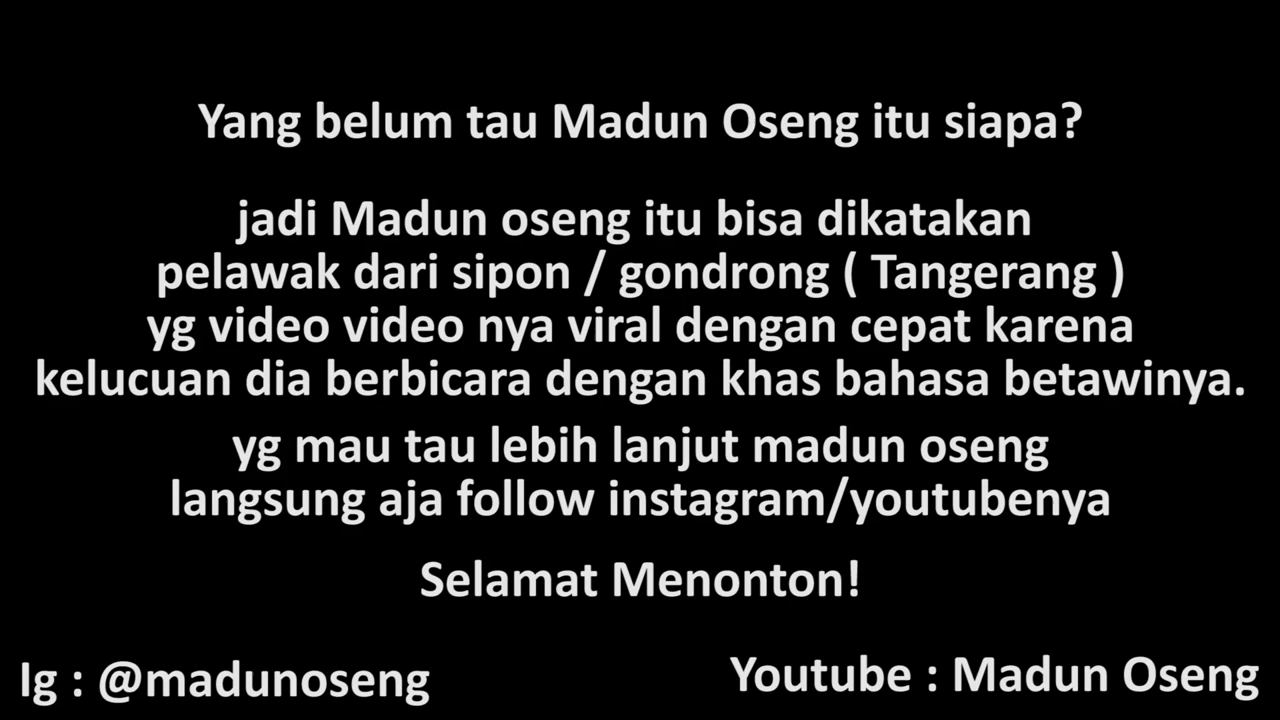 Yang belum tau Madun Oseng itu siapa?
jadi Madun oseng itu bisa dikatakan
pelawak dari sipon / gondrong ( Tangerang )
yg video video nya viral dengan cepat karena
kelucuan dia berbicara dengan khas bahasa betawinya.
yg mau tau lebih lanjut madun oseng
langsung aja follow instagram/youtubenya
Selamat Menonton!
Ig : @madunoseng
Youtube : Madun Oseng